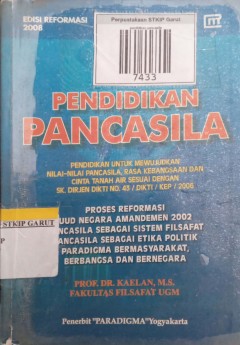 EDISI REFORMASI
2008
Perpustakaan STKIP Garut
7433
PENDIDIKAN
PANCASILA
PENDIDIKAN UNTUK MEWUJUDKAN
NILAI-NILAI PANCASILA, RASA KEBANGSAAN DAN
CINTA TANAH AIR SESUAI DENGAN
SK. DIRJEN DIKTI NO. 43 / DIKTI / KEP / 2006
PROSES REFORMASI
UUD NEGARA AMANDEMEN 2002
PANCASILA SEBAGAI SISTEM FILSAFAT
PANCASILA SEBAGAI ETIKA POLITIK
PARADIGMA BERMASYARAKAT,
BERBANGSA DAN BERNEGARA
STKIP GARUT
PROF. DR. KAELAN, M.S.
FAKULTAS FILSAFAT UGM
Penerbit "PARADIGMA" Yogyakarta